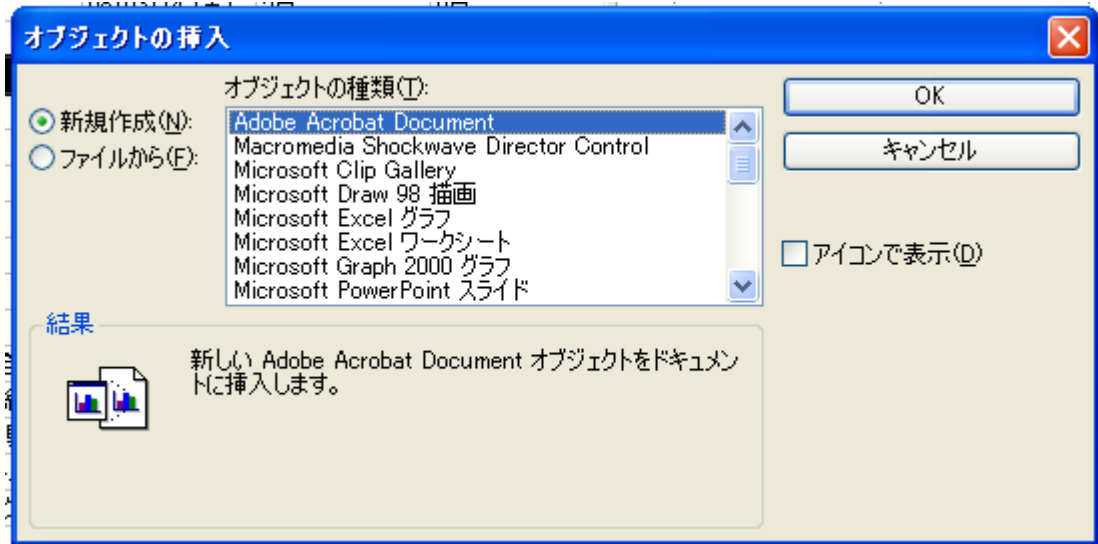 オブジェクトの挿入
オブジェクトの種類(T):
新規作成(N):
ファイルから(F):
Adobe Acrobat Document
Macromedia Shockwave Director Control
Microsoft Clip Gallery
Microsoft Draw 98 描画
Microsoft Excel グラフ
Microsoft Excel ワークシート
Microsoft Graph 2000 グラフ
Microsoft PowerPoint スライド
OK
キャンセル
アイコンで表示(D)
結果
新しい Adobe Acrobat Document オブジェクトをドキュメン
トに挿入します。